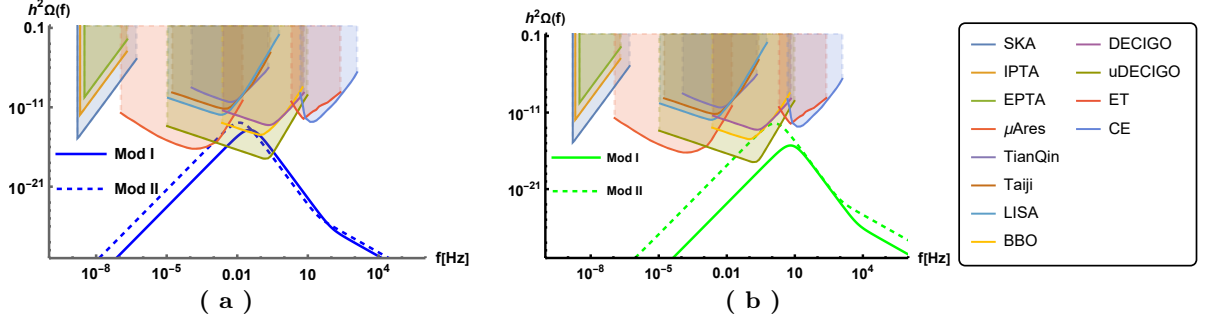 h²Ω(f)
0.1
10⁻¹¹
10⁻²¹
Mod I
Mod II
10⁻⁸
10⁻⁵
0.01
10
10⁴
f[Hz]
( a )
h²Ω(f)
0.1
10⁻¹¹
10⁻²¹
Mod I
Mod II
10⁻⁸
10⁻⁵
0.01
10
10⁴
f[Hz]
( b )
SKA
IPTA
EPTA
μAres
TianQin
Taiji
LISA
BBO
DECIGO
uDECIGO
ET
CE